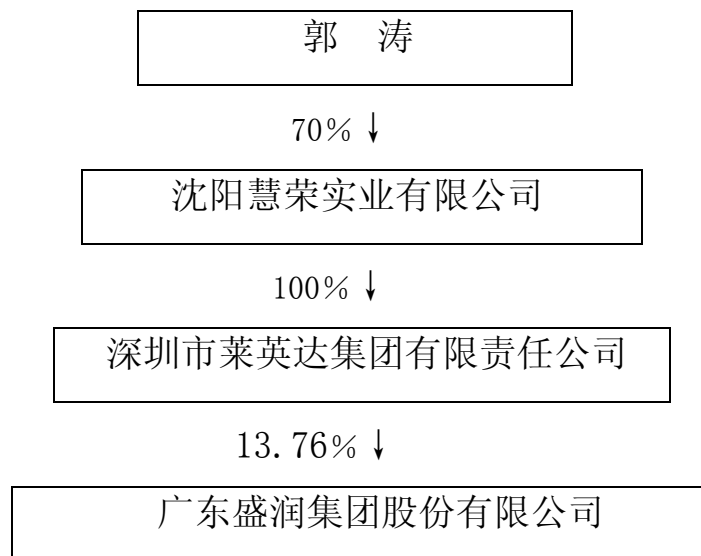 郭　涛
70％↓
沈阳慧荣实业有限公司
100％↓
深圳市莱英达集团有限责任公司
13.76％↓
广东盛润集团股份有限公司